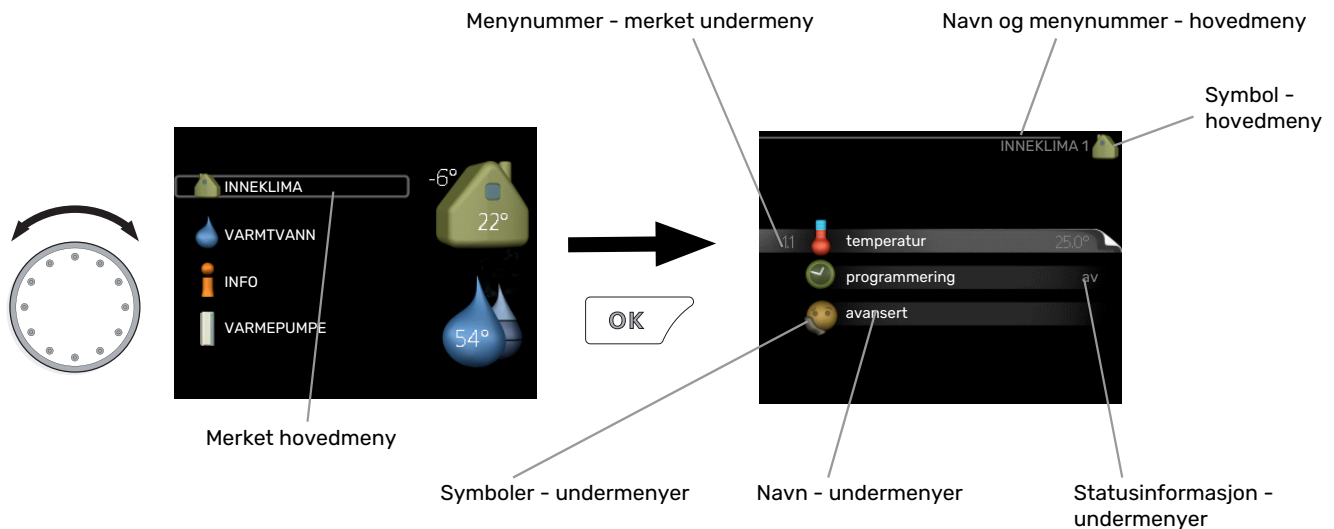 Menynummer - merket undermeny
Navn og menynummer - hovedmeny
Symbol -
hovedmeny
INNEKLIMA
VARMTVANN
INFO
VARMEPUMPE
-6°
22°
54°
OK
INNEKLIMA 1
1.1 temperatur 25.0°
programmering av
avansert
Merket hovedmeny
Symboler - undermenyer
Navn - undermenyer
Statusinformasjon -
undermenyer